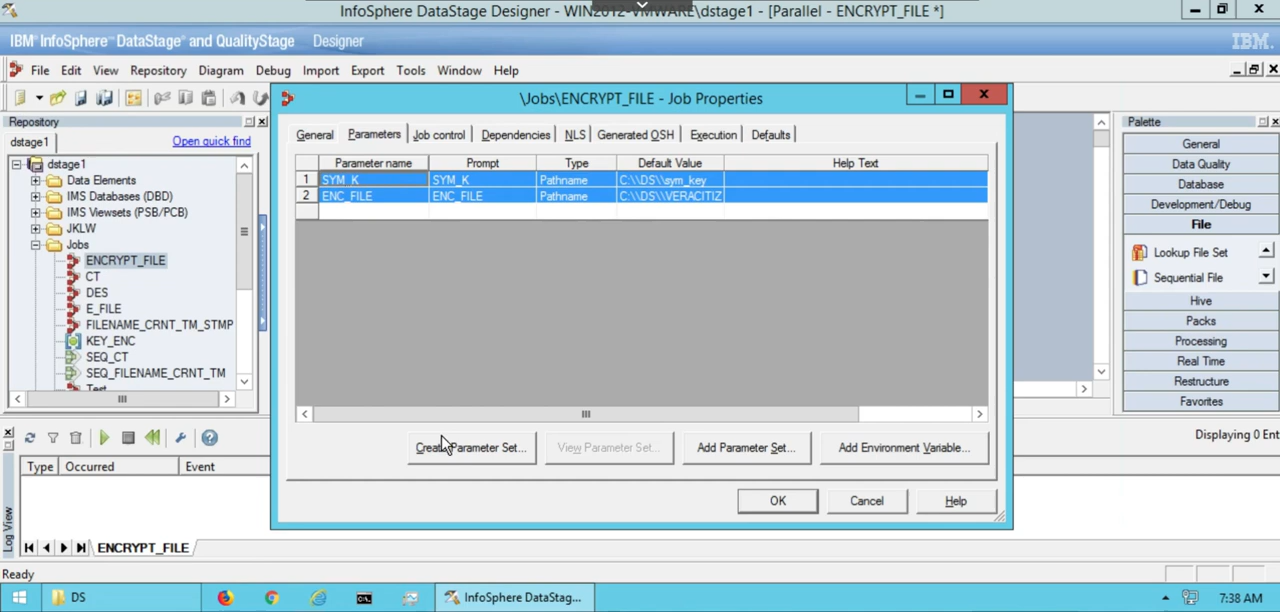 InfoSphere DataStage Designer - WIN2012-VMWARE\dstage1 - [Parallel - ENCRYPT_FILE *]
IBM® InfoSphere® DataStage® and QualityStage Designer
IBM.
File Edit View Repository Diagram Debug Import Export Tools Window Help
Repository
dstage1
Open quick find
dstage1
Data Elements
IMS Databases (DBD)
IMS Viewsets (PSB/PCB)
JKLW
Jobs
ENCRYPT_FILE
CT
DES
E_FILE
FILENAME_CRNT_TM_STMP
KEY_ENC
SEQ_CT
SEQ_FILENAME_CRNT_TM
Test
\Jobs\ENCRYPT_FILE - Job Properties
General Parameters Job control Dependencies NLS Generated OSH Execution Defaults
Parameter name Prompt Type Default Value Help Text
1 SYM_K SYM_K Pathname C:\\DS\\sym_key
2 ENC_FILE ENC_FILE Pathname C:\\DS\\VERACITIZ
Create Parameter Set... View Parameter Set... Add Parameter Set... Add Environment Variable...
OK Cancel Help
Palette
General
Data Quality
Database
Development/Debug
File
Lookup File Set
Sequential File
Hive
Packs
Processing
Real Time
Restructure
Favorites
Displaying 0 Ent
Type Occurred Event
Log View
ENCRYPT_FILE
Ready
DS
InfoSphere DataStag...
7:38 AM